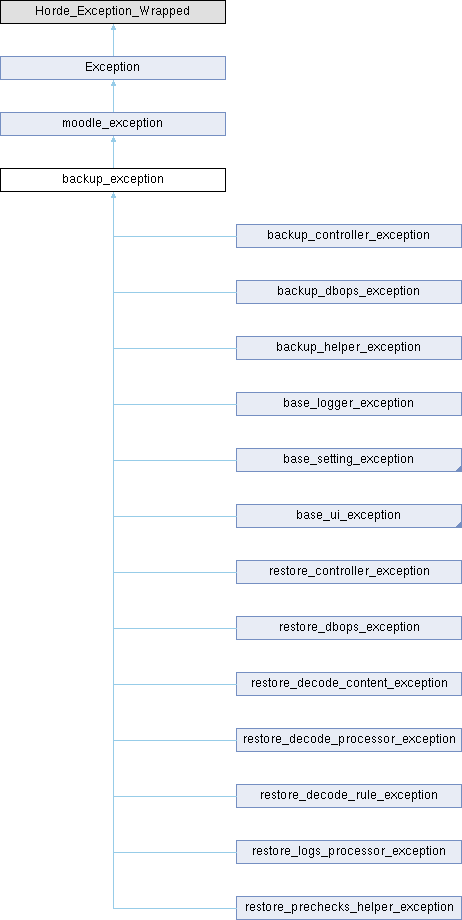 Horde_Exception_Wrapped
Exception
moodle_exception
backup_exception
backup_controller_exception
backup_dbops_exception
backup_helper_exception
base_logger_exception
base_setting_exception
base_ui_exception
restore_controller_exception
restore_dbops_exception
restore_decode_content_exception
restore_decode_processor_exception
restore_decode_rule_exception
restore_logs_processor_exception
restore_prechecks_helper_exception